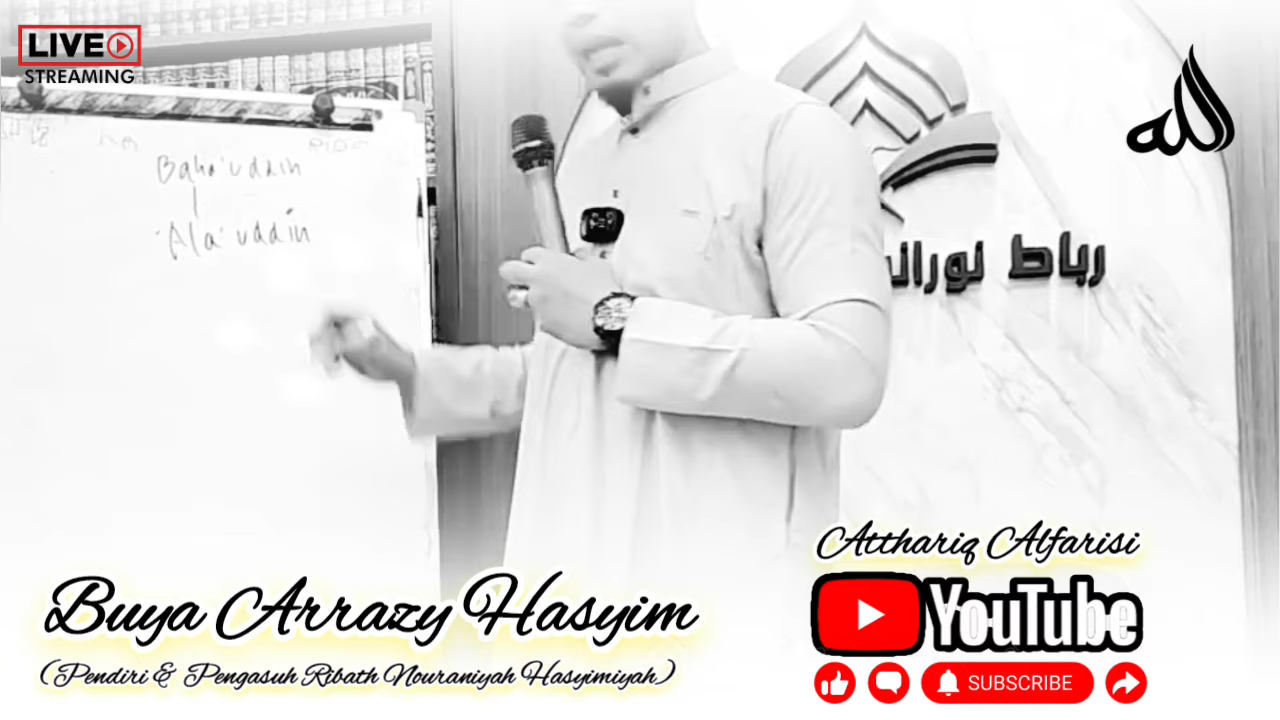 LIVE
STREAMING
الله
Baha'uddin
'Ala'uddin
رباط
Atthariq Alfarisi
YouTube
SUBSCRIBE
Buya Arrazy Hasyim
(Pendiri & Pengasuh Ribath Nouraniyah Hasyimiyah)